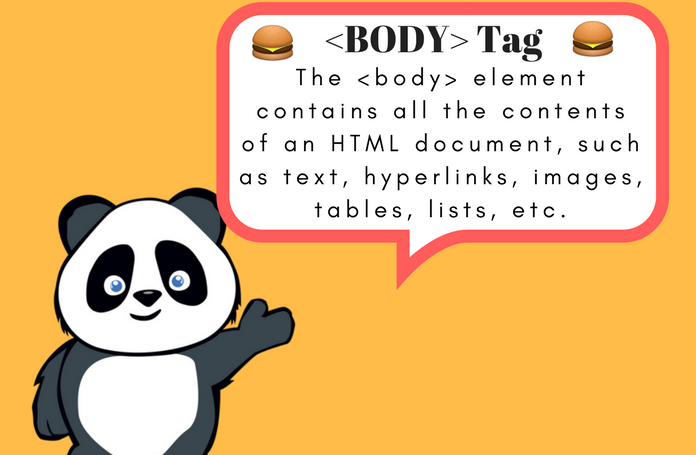 <BODY> Tag
The <body> element
contains all the contents
of an HTML document, such
as text, hyperlinks, images,
tables, lists, etc.